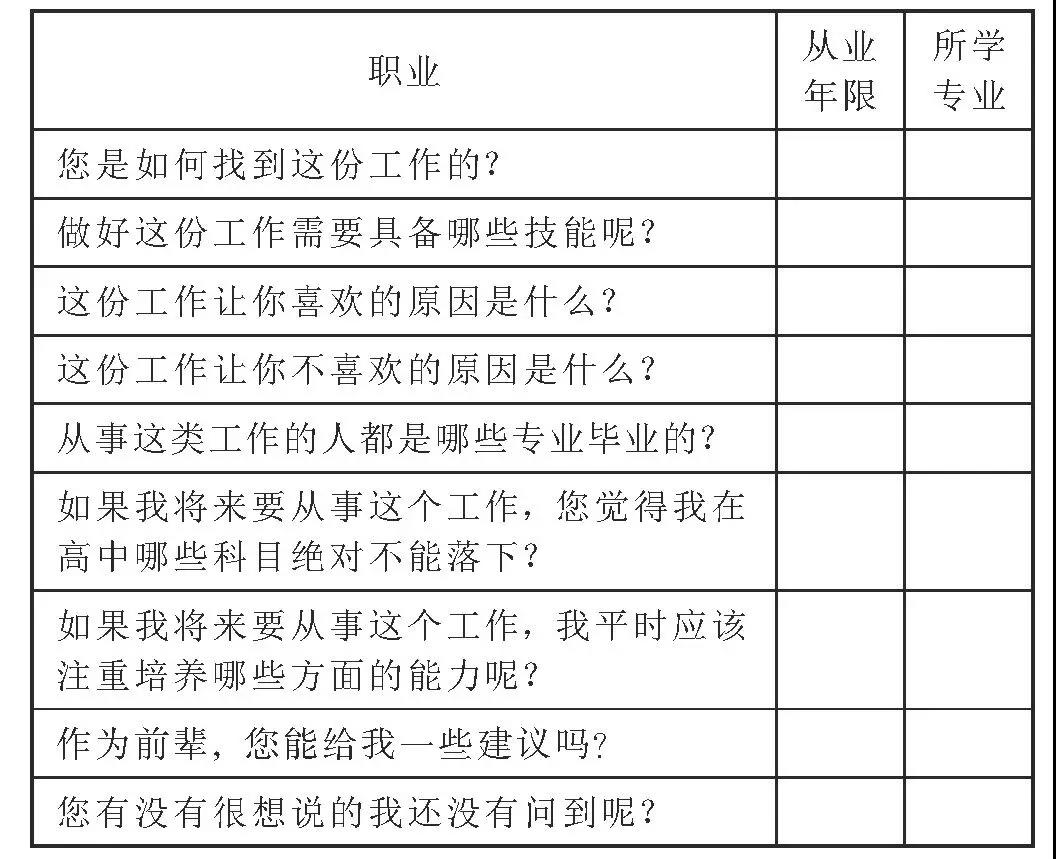 职业
从业
年限
所学
专业
您是如何找到这份工作的？
做好这份工作需要具备哪些技能呢？
这份工作让你喜欢的原因是什么？
这份工作让你不喜欢的原因是什么？
从事这类工作的人都是哪些专业毕业的？
如果我将来要从事这个工作，您觉得我在
高中哪些科目绝对不能落下？
如果我将来要从事这个工作，我平时应该
注重培养哪些方面的能力呢？
作为前辈，您能给我一些建议吗？
您有没有很想说的我还没有问到呢？